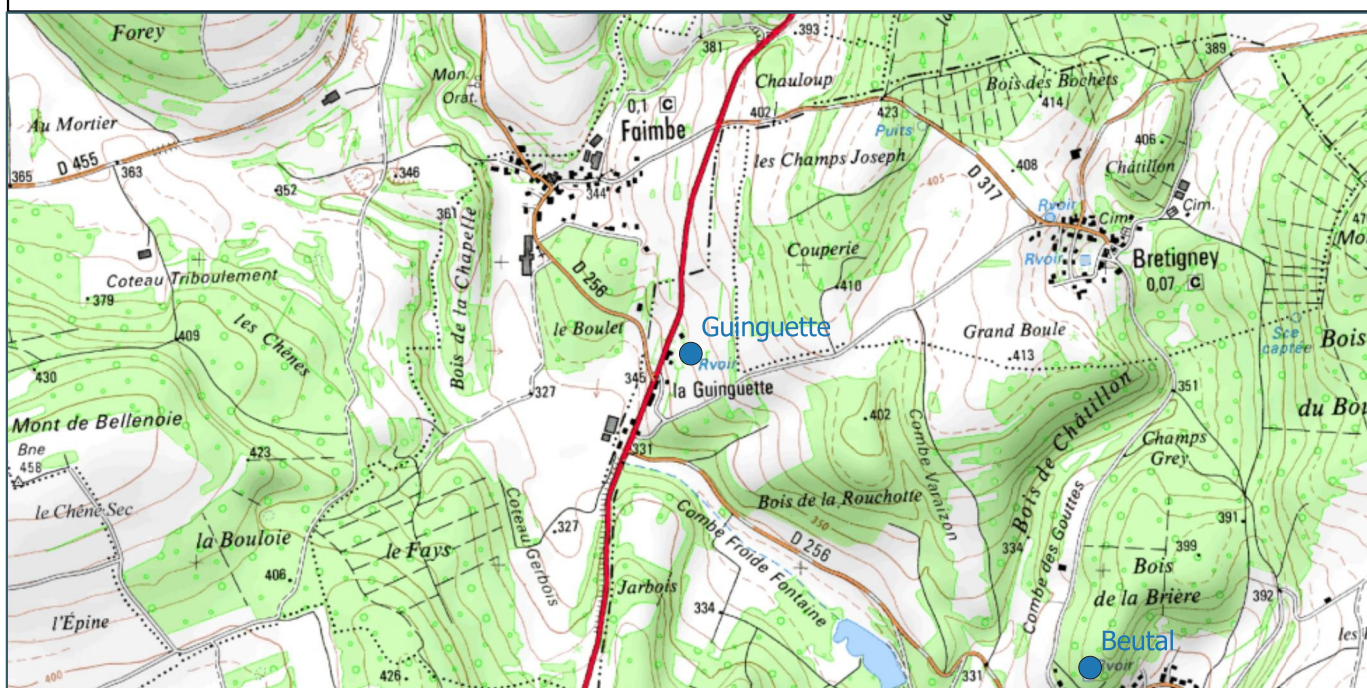 Forey
Au Mortier
D 455
365
363
352
346
Mon.
Orat.
0,1 C
Faimbe
344
361
381
393
Chauloup
402
423
Puits
les Champs Joseph
Bois des Bochets
414
389
406
408
405
Châtillon
D 317
Rvoir
Cim.
Cim.
Rvoir
Bretigney
0,07 C
Coteau Triboulement
379
les Chênes
409
430
Bois de la Chapelle
D 256
le Boulet
Couperie
410
Grand Boule
413
Sce
captée
Bois
du Bou
Guinguette
Rvoir
345
la Guinguette
327
402
351
Mont de Bellenoie
Bne
458
423
le Chêne Sec
331
Combe Varaizon
Bois de Châtillon
Champs
Grey
la Bouloie
le Fays
406
Coteau Gerbois
327
Bois de la Rouchotte
350
D 256
Combe Froide Fontaine
334
Combe des Gouttes
391
399
Bois
de la Brière
392
l'Épine
Jarbois
334
400
426
331
Beutal
les